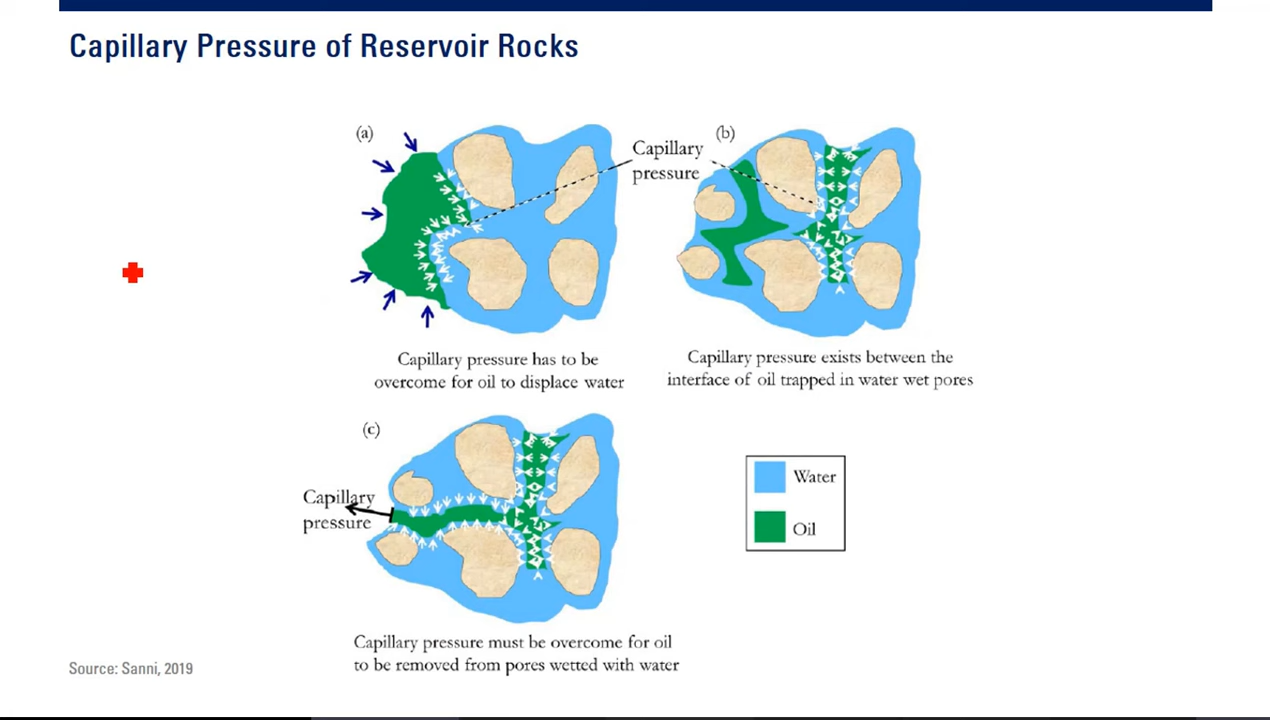 Capillary Pressure of Reservoir Rocks
(a)
Capillary
pressure
(b)
Capillary pressure has to be
overcome for oil to displace water
Capillary pressure exists between the
interface of oil trapped in water wet pores
(c)
Capillary
pressure
Water
Oil
Capillary pressure must be overcome for oil
to be removed from pores wetted with water
Source: Sanni, 2019